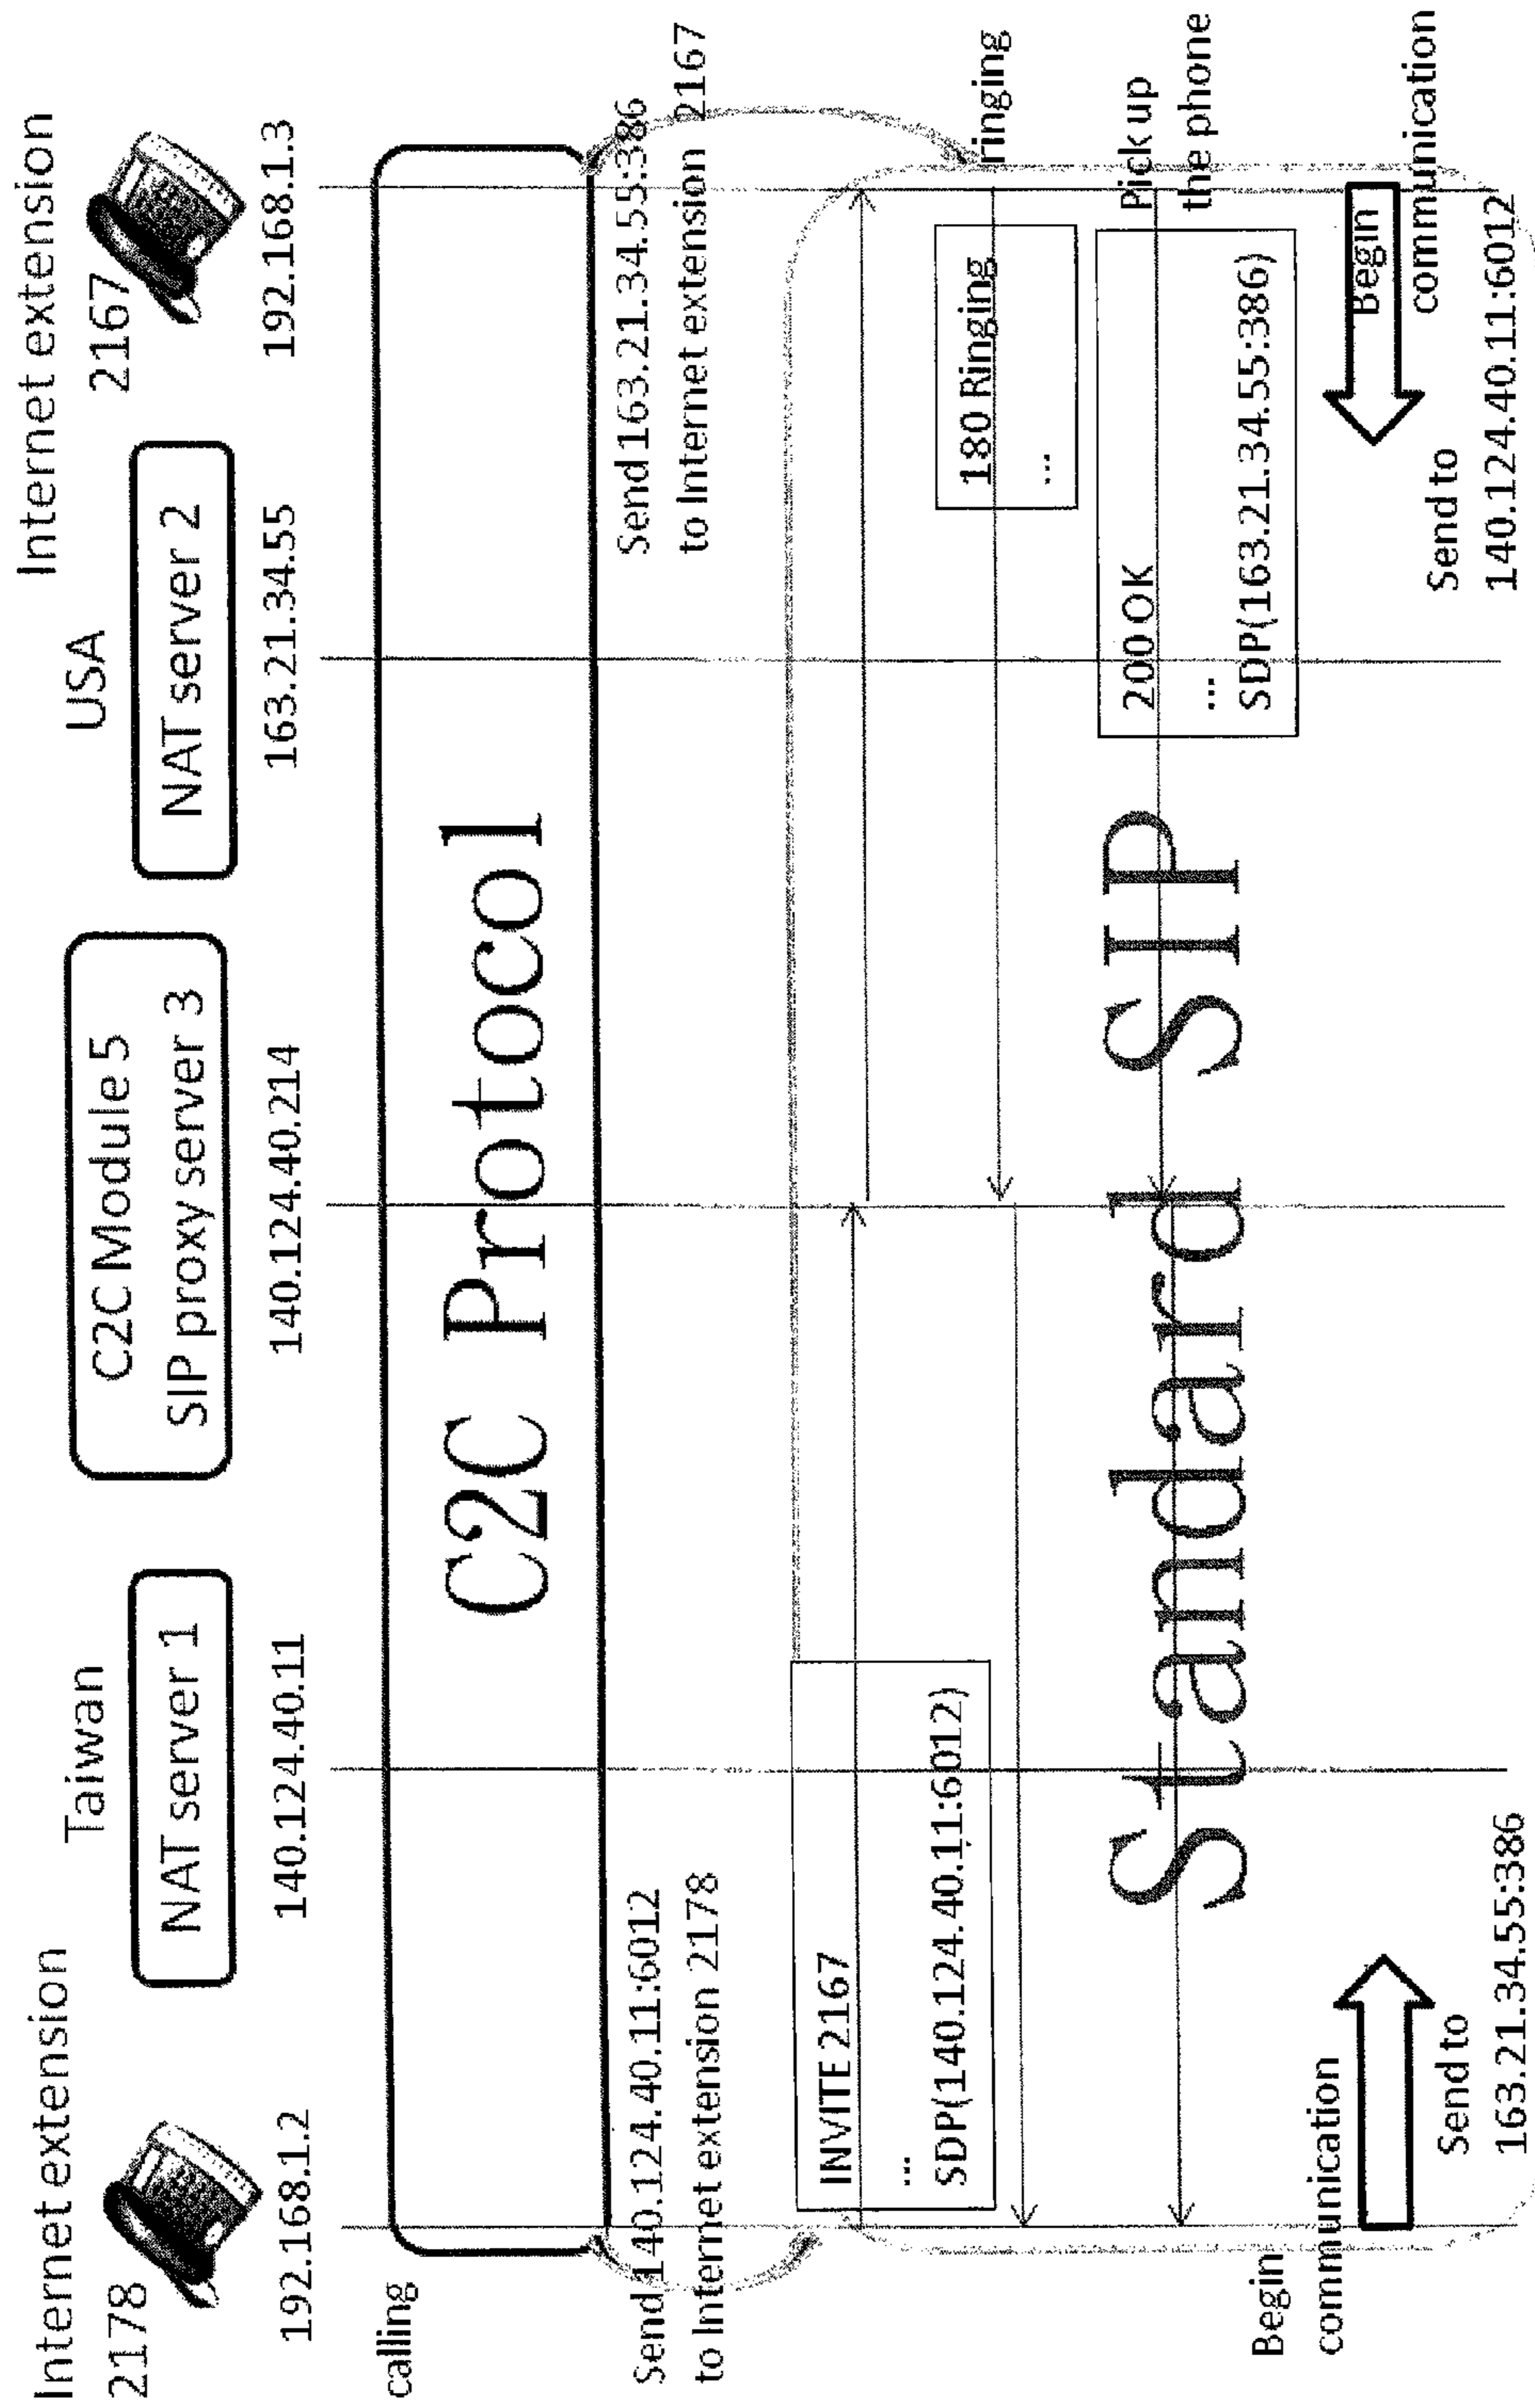 Internet extension
2178
192.168.1.2
Taiwan
NAT server 1
140.124.40.11
C2C Module 5
SIP proxy server 3
140.124.40.214
USA
NAT server 2
163.21.34.55
Internet extension
2167
192.168.1.3
calling
C2C Protocol
Send 140.124.40.11:6012
to Internet extension 2178
Send 163.21.34.55:386
to Internet extension 2167
INVITE 2167
...
SDP(140.124.40.11:6012)
180 Ringing
...
ringing
200 OK
...
SDP(163.21.34.55:386)
Pick up
the phone
Standard SIP
Begin
communication
Send to
163.21.34.55:386
Begin
communication
Send to
140.124.40.11:6012